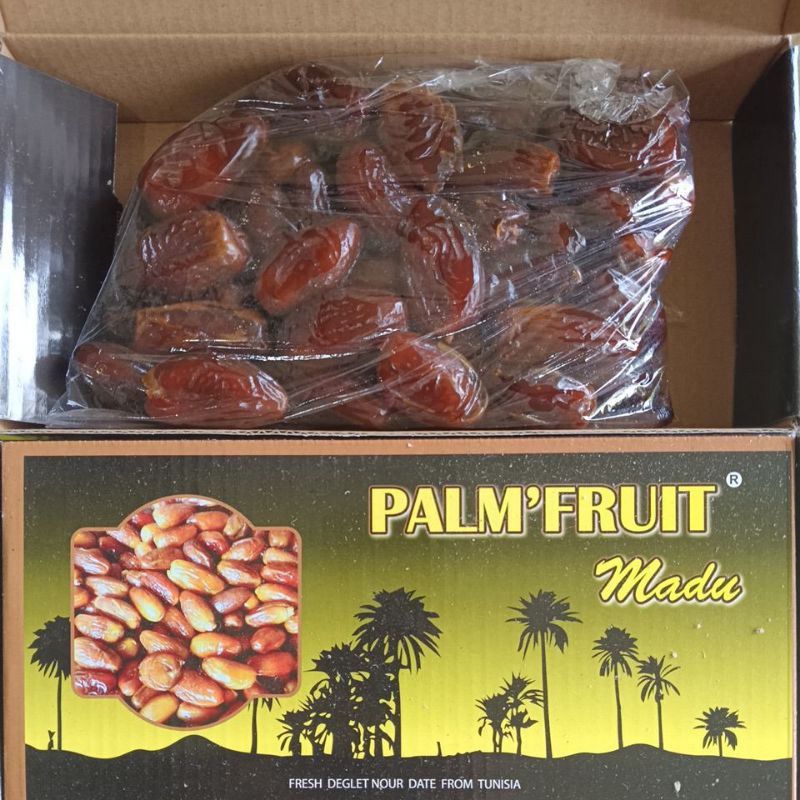 PALM'FRUIT ®
Madu
FRESH DEGLET NOUR DATE FROM TUNISIA